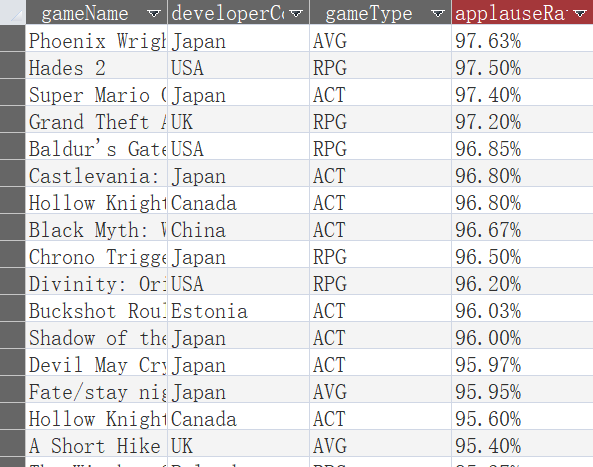 gameName developerCo gameType applauseRa
Phoenix Wrigh Japan AVG 97.63%
Hades 2 USA RPG 97.50%
Super Mario Japan ACT 97.40%
Grand Theft UK RPG 97.20%
Baldur's Gate USA RPG 96.85%
Castlevania: Japan ACT 96.80%
Hollow Knight Canada ACT 96.80%
Black Myth: China ACT 96.67%
Chrono Trigge Japan RPG 96.50%
Divinity: Ori USA RPG 96.20%
Buckshot Roul Estonia ACT 96.03%
Shadow of the Japan ACT 96.00%
Devil May Cry Japan ACT 95.97%
Fate/stay nig Japan AVG 95.95%
Hollow Knight Canada ACT 95.60%
A Short Hike UK AVG 95.40%